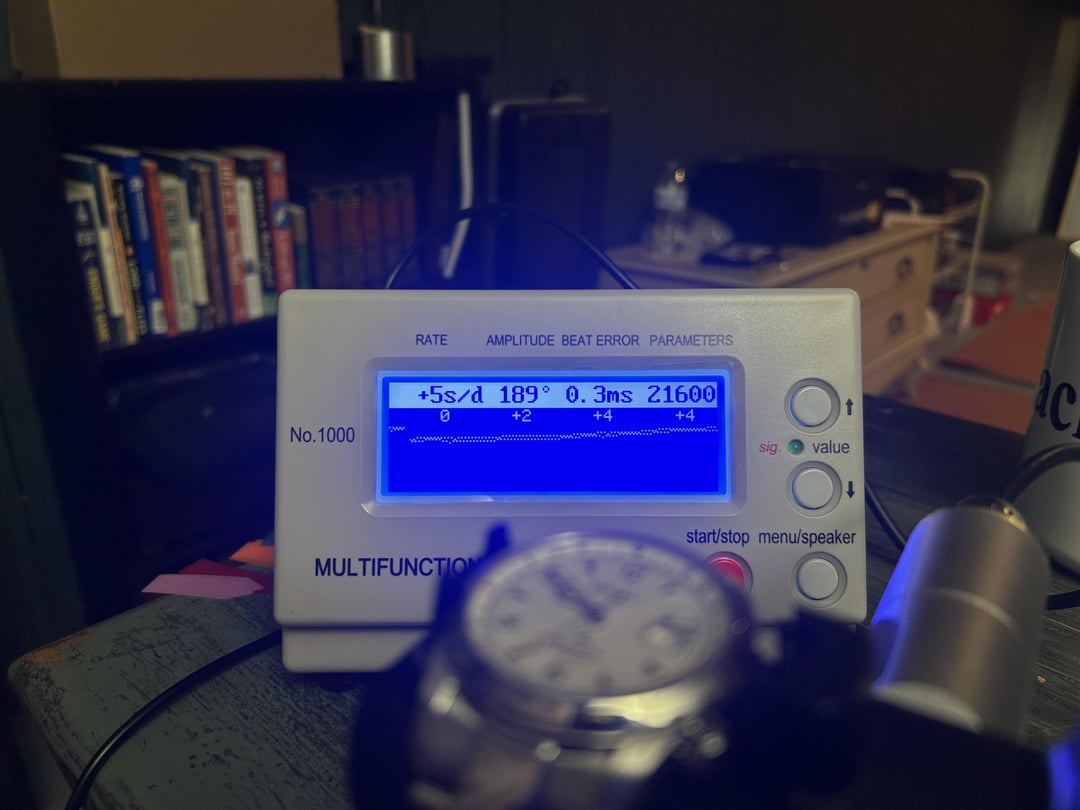 RATE AMPLITUDE BEAT ERROR PARAMETERS
+5s/d 189° 0.3ms 21600
0 +2 +4 +4
No.1000
sig. value
start/stop menu/speaker
MULTIFUNCTION